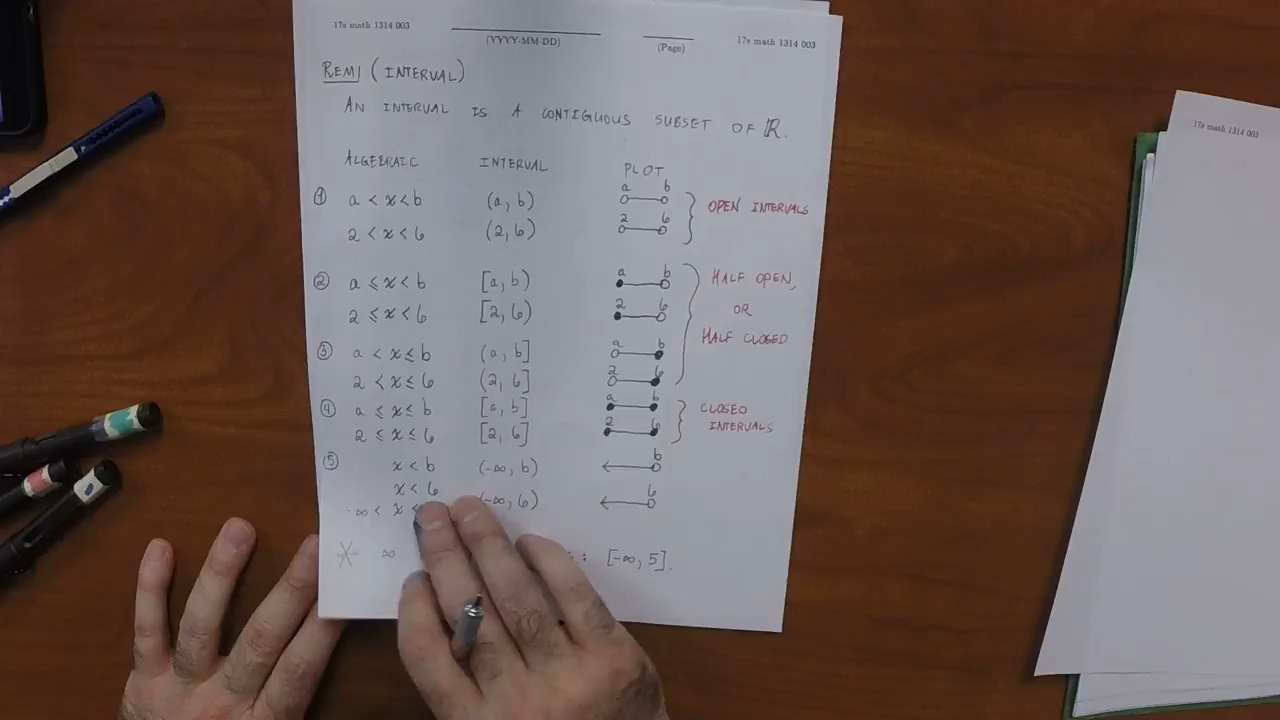 17s math 1314 003
(YYYY-MM-DD)
(Page)
17s math 1314 003
REM (INTERVAL)
AN INTERVAL IS A CONTIGUOUS SUBSET OF ℝ.
ALGEBRAIC INTERVAL PLOT
a b
① a < x < b (a, b)
2 6
2 < x < 6 (2, 6)
OPEN INTERVALS
a b
② a ≤ x < b [a, b)
2 6
2 ≤ x < 6 [2, 6)
HALF OPEN,
OR
HALF CLOSED
a b
③ a < x ≤ b (a, b]
2 6
2 < x ≤ 6 (2, 6]
a b
④ a ≤ x ≤ b [a, b]
2 6
2 ≤ x ≤ 6 [2, 6]
CLOSED
INTERVALS
b
⑤ x < b (-∞, b)
6
x < 6 (-∞, 6)
-∞ < x <
* ∞ : [-∞, 5].
17s math 1314 003